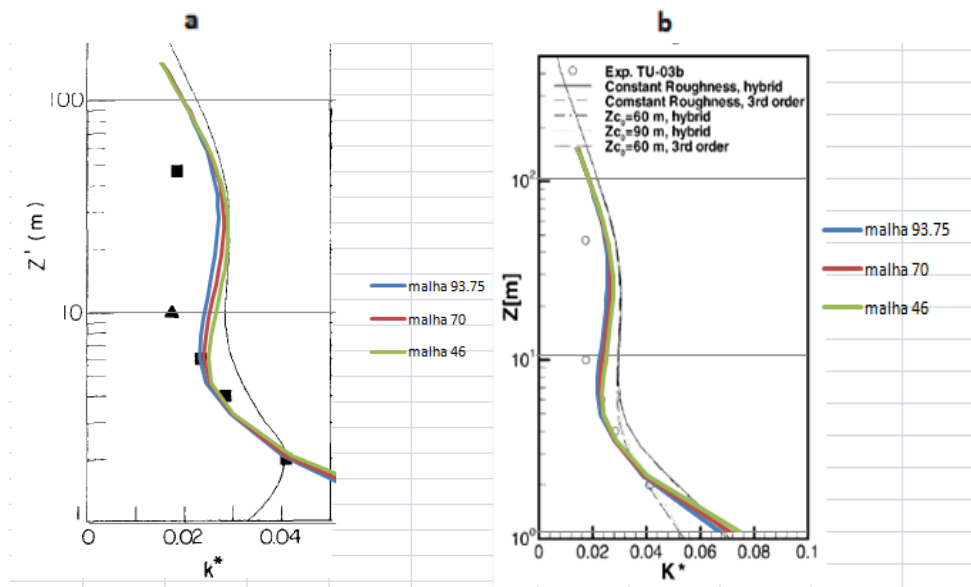 a
100
10
1
Z' (m)
0
0.02
0.04
k*
malha 93.75
malha 70
malha 46
b
Exp. TU-03b
Constant Roughness, hybrid
Comstant Roughness, 3rd order
Zc₀=60 m, hybrid
Zc₀=90 m, hybrid
Zc₀=60 m, 3rd order
10²
10¹
10⁰
Z[m]
0
0.02
0.04
0.06
0.08
0.1
K*
malha 93.75
malha 70
malha 46